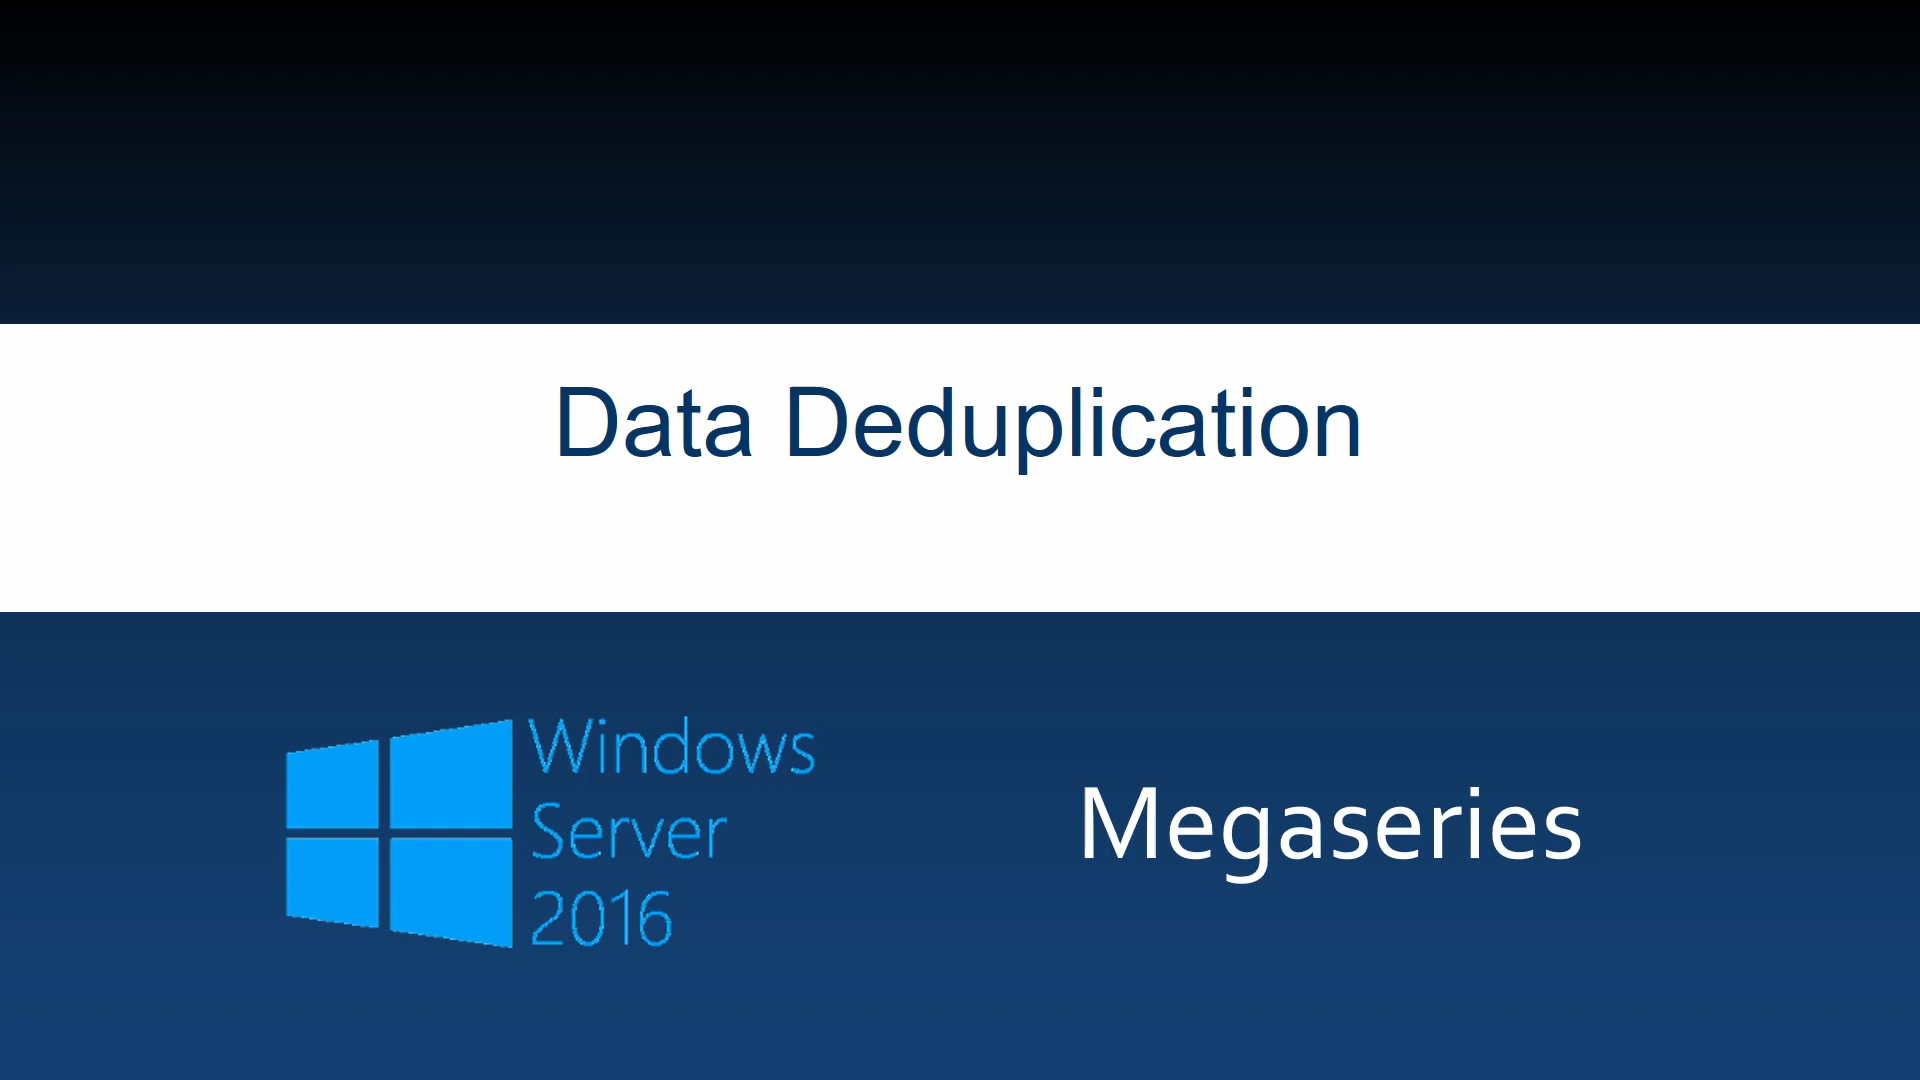 Data Deduplication
Windows
Server
2016
Megaseries